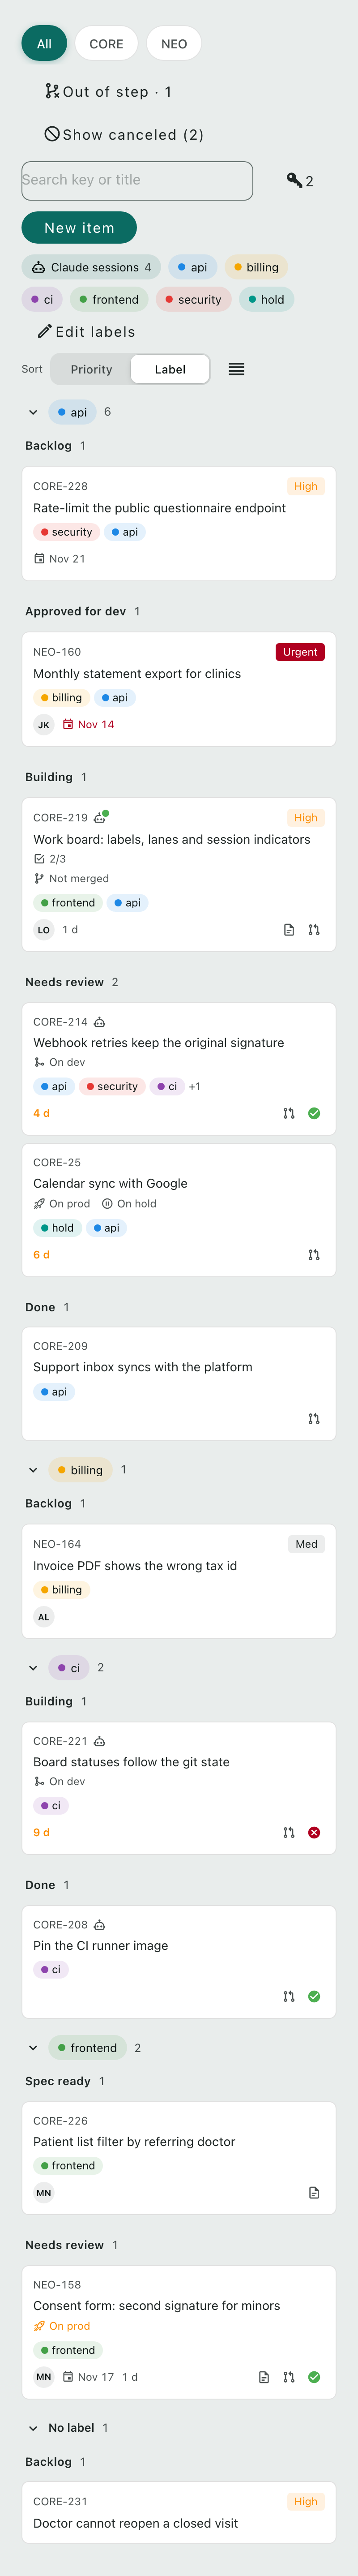 All CORE NEO
Out of step · 1
Show canceled (2)
Search key or title 2
New item
Claude sessions 4 api billing
ci frontend security hold
Edit labels
Sort Priority Label
api 6
Backlog 1
CORE-228 High
Rate-limit the public questionnaire endpoint
security api
Nov 21
Approved for dev 1
NEO-160 Urgent
Monthly statement export for clinics
billing api
JK Nov 14
Building 1
CORE-219 High
Work board: labels, lanes and session indicators
2/3
Not merged
frontend api
LO 1 d
Needs review 2
CORE-214
Webhook retries keep the original signature
On dev
api security ci +1
4 d
CORE-25
Calendar sync with Google
On prod On hold
hold api
6 d
Done 1
CORE-209
Support inbox syncs with the platform
api
billing 1
Backlog 1
NEO-164 Med
Invoice PDF shows the wrong tax id
billing
AL
ci 2
Building 1
CORE-221
Board statuses follow the git state
On dev
ci
9 d
Done 1
CORE-208
Pin the CI runner image
ci
frontend 2
Spec ready 1
CORE-226
Patient list filter by referring doctor
frontend
MN
Needs review 1
NEO-158
Consent form: second signature for minors
On prod
frontend
MN Nov 17 1 d
No label 1
Backlog 1
CORE-231 High
Doctor cannot reopen a closed visit